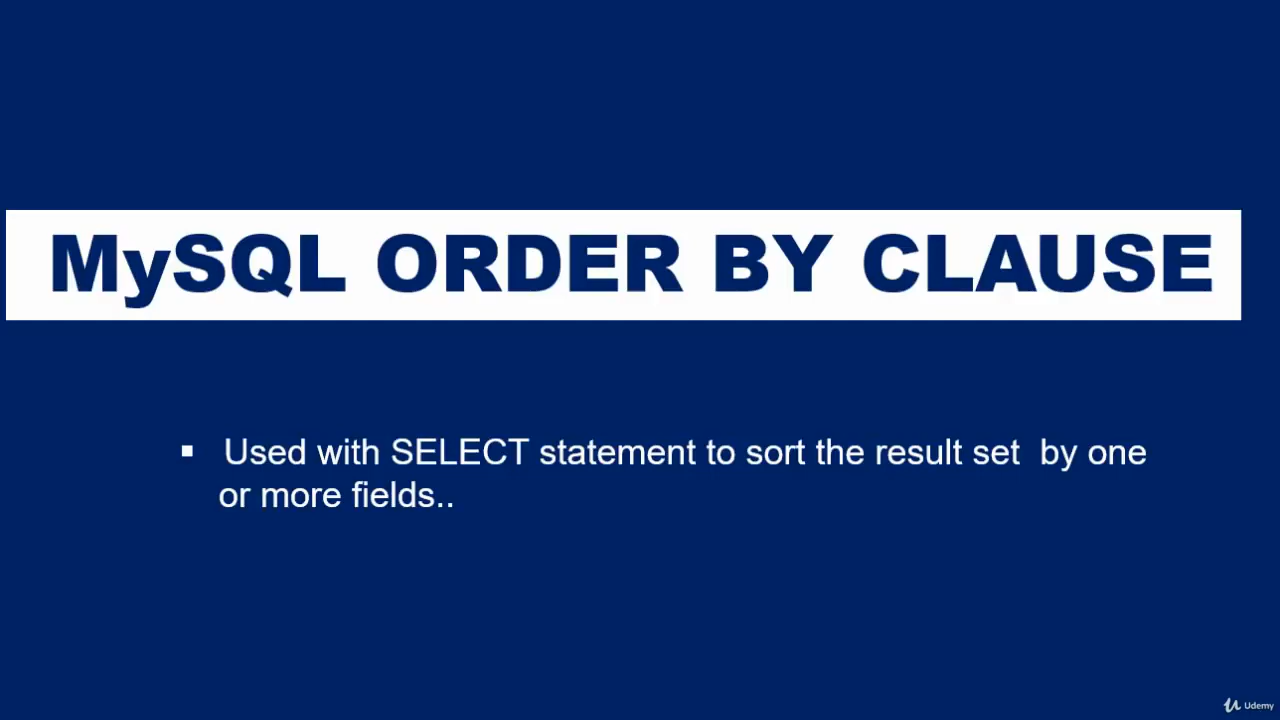 MySQL ORDER BY CLAUSE
▪ Used with SELECT statement to sort the result set  by one
or more fields..
Udemy